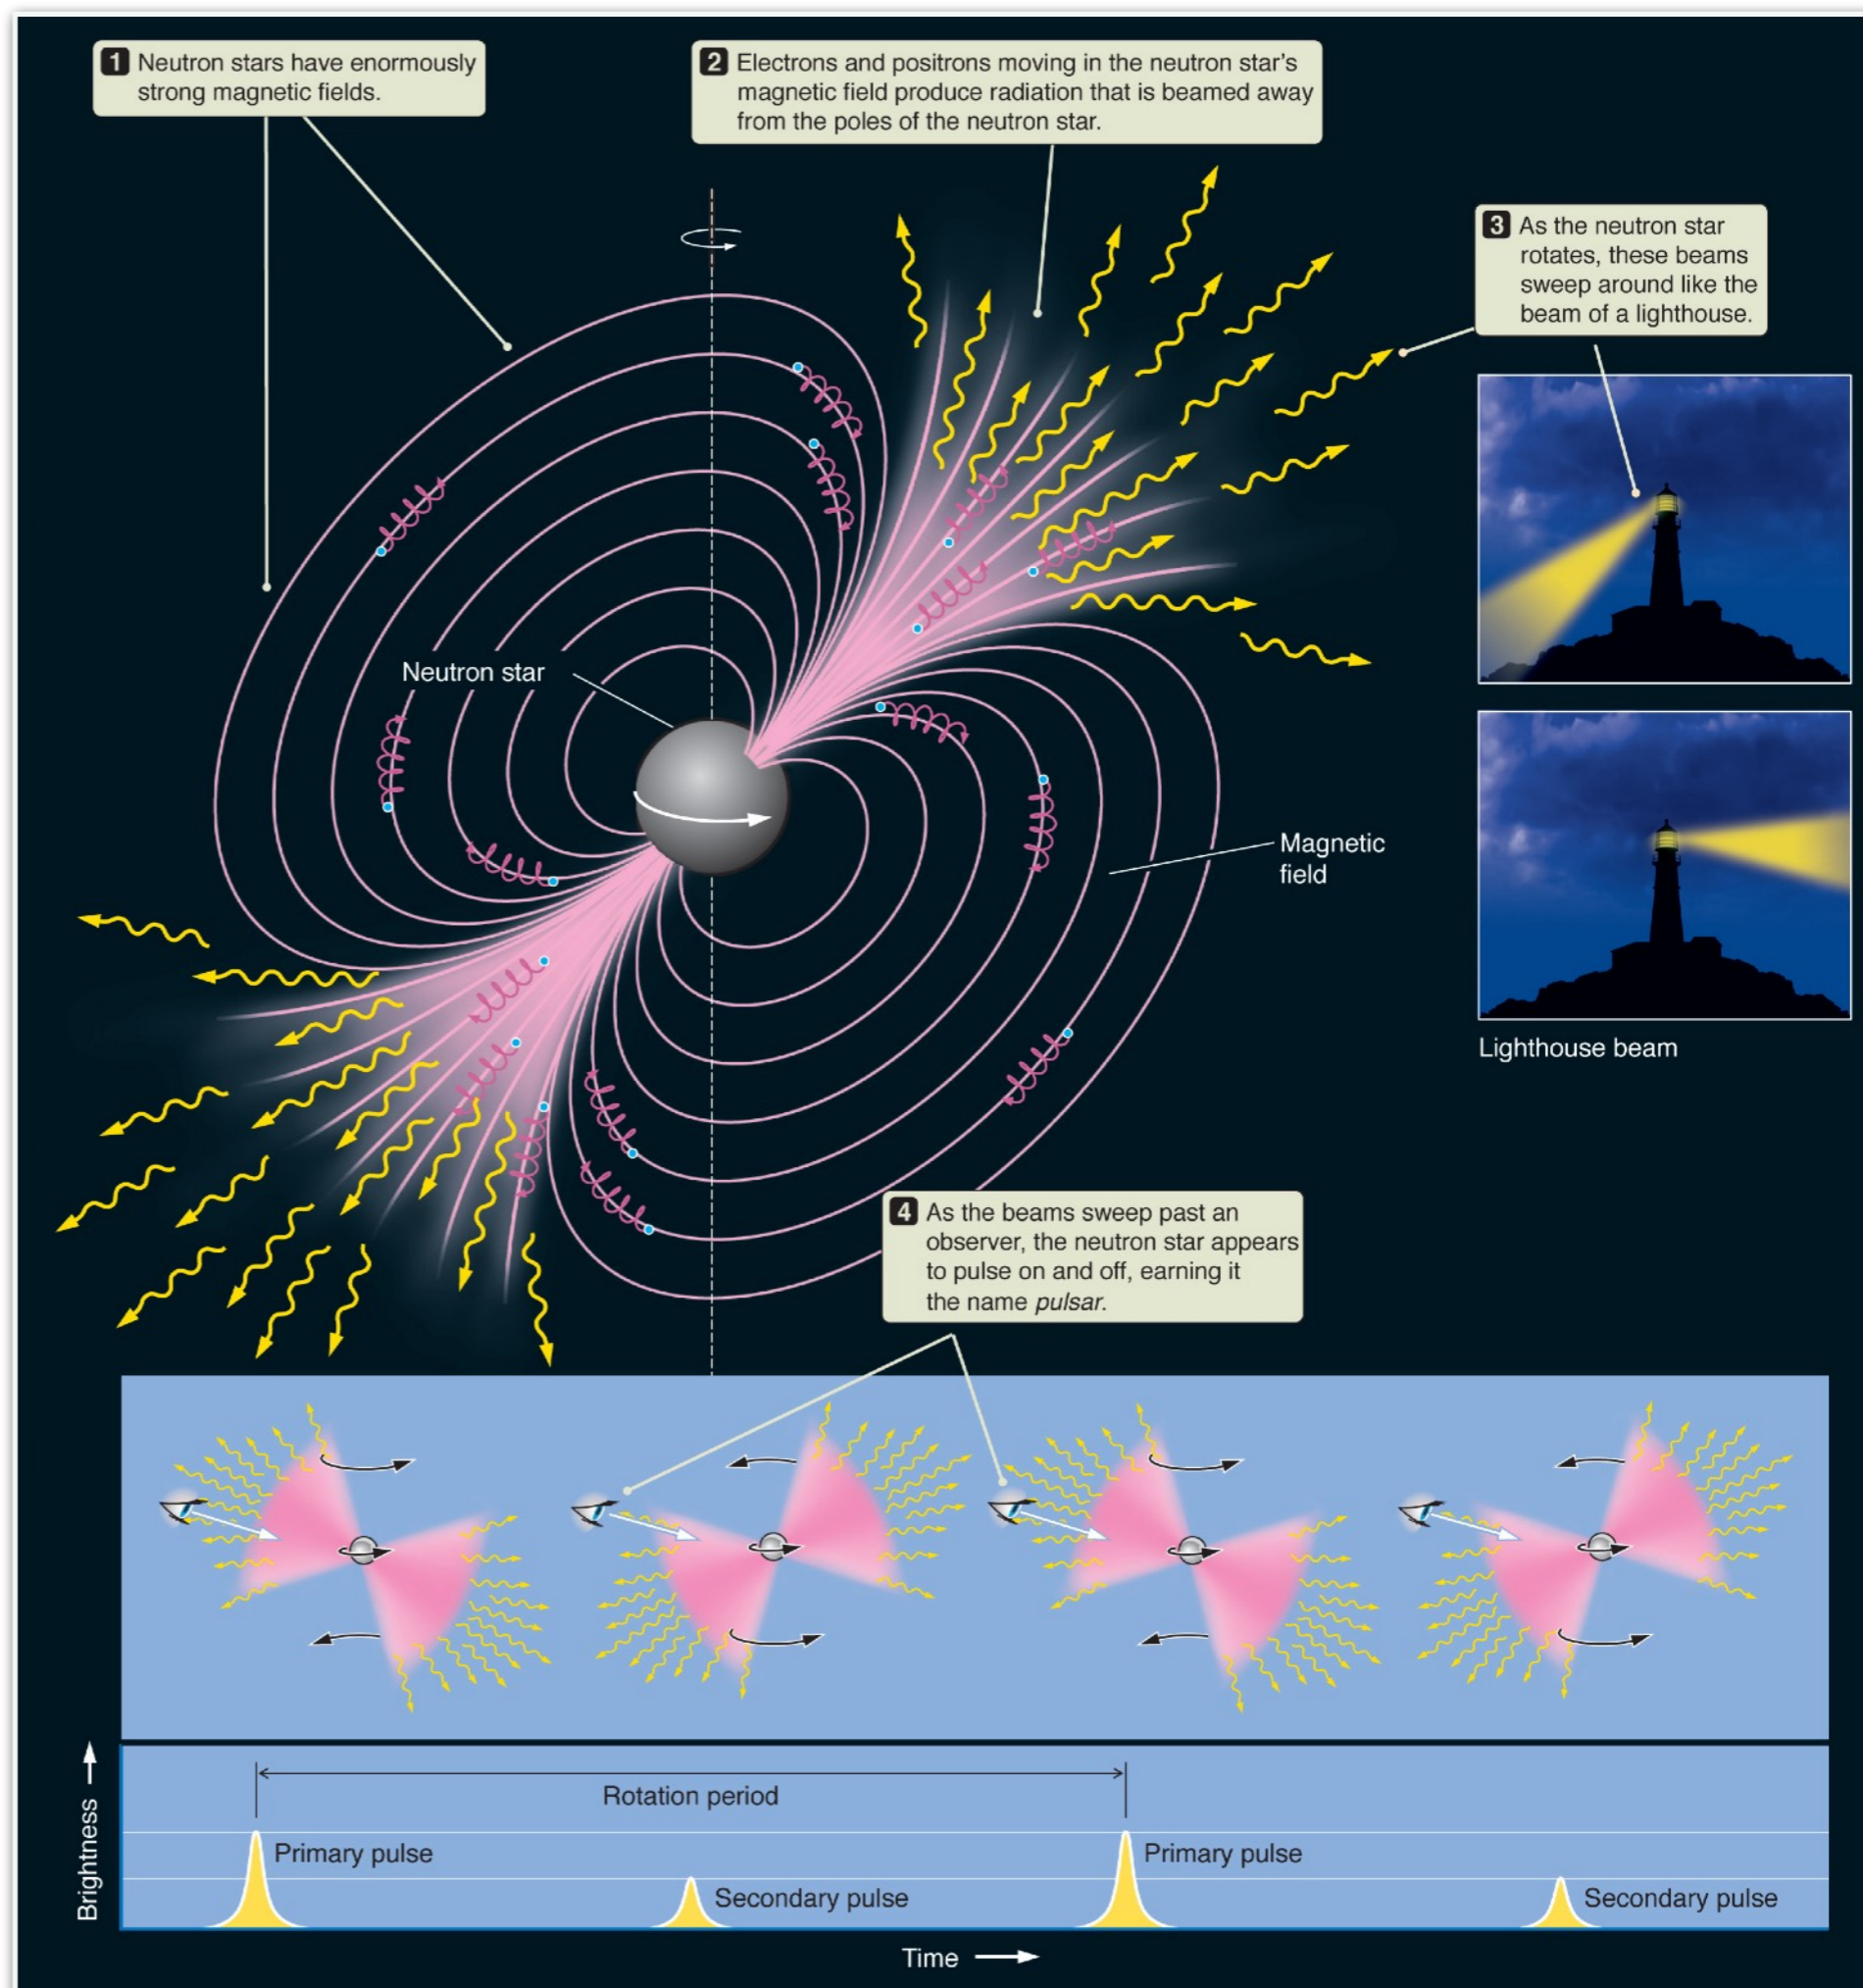 1 Neutron stars have enormously
strong magnetic fields.
2 Electrons and positrons moving in the neutron star’s
magnetic field produce radiation that is beamed away
from the poles of the neutron star.
3 As the neutron star
rotates, these beams
sweep around like the
beam of a lighthouse.
Neutron star
Magnetic
field
Lighthouse beam
4 As the beams sweep past an
observer, the neutron star appears
to pulse on and off, earning it
the name pulsar.
Brightness
Rotation period
Primary pulse
Secondary pulse
Primary pulse
Secondary pulse
Time